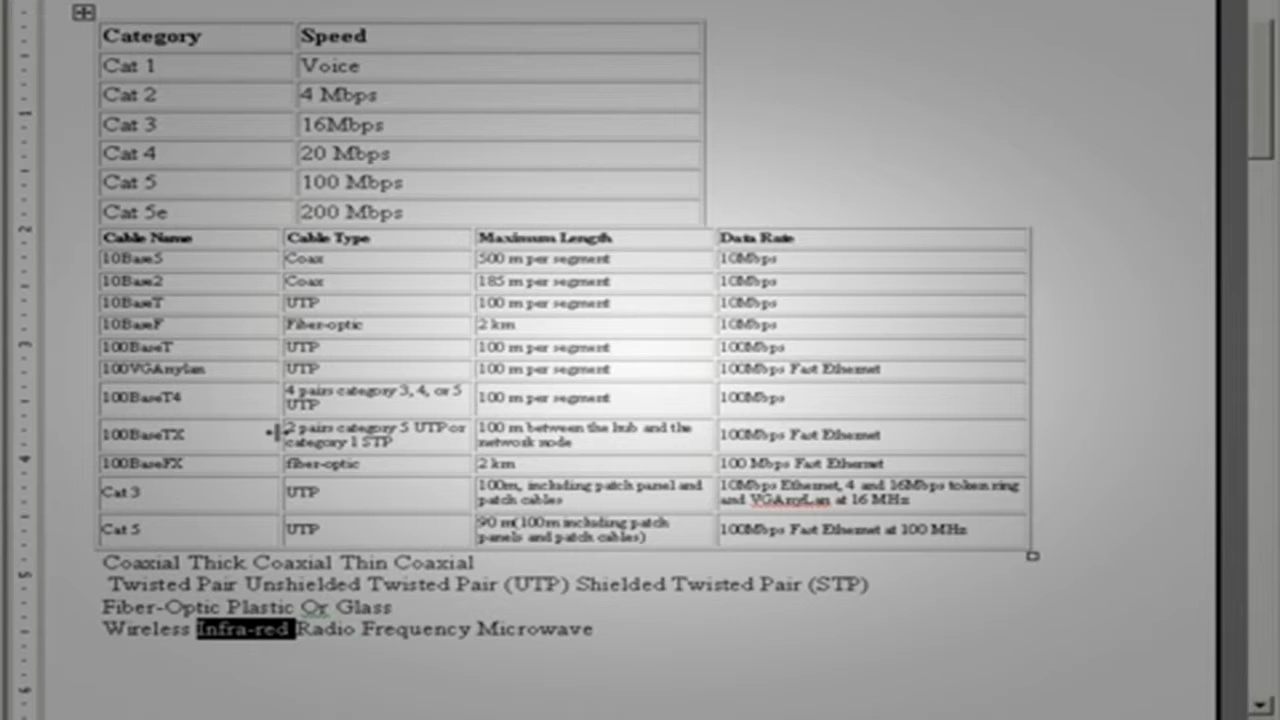 Category Speed
Cat 1 Voice
Cat 2 4 Mbps
Cat 3 16Mbps
Cat 4 20 Mbps
Cat 5 100 Mbps
Cat 5e 200 Mbps
Cable Name Cable Type Maximum Length Data Rate
10Base5 Coax 500 m per segment 10Mbps
10Base2 Coax 185 m per segment 10Mbps
10BaseT UTP 100 m per segment 10Mbps
10BaseF Fiber-optic 2 km 10Mbps
100BaseT UTP 100 m per segment 100Mbps
100VGAnylan UTP 100 m per segment 100Mbps Fast Ethernet
100BaseT4 4 pairs category 3, 4, or 5 UTP 100 m per segment 100Mbps
100BaseTX 2 pairs category 5 UTP or category 1 STP 100 m between the hub and the network node 100Mbps Fast Ethernet
100BaseFX fiber-optic 2 km 100 Mbps Fast Ethernet
Cat 3 UTP 100m, including patch panel and patch cables 10Mbps Ethernet, 4 and 16Mbps token ring and VGAnyLan at 16 MHz
Cat 5 UTP 90 m(100m including patch panels and patch cables) 100Mbps Fast Ethernet at 100 MHz
Coaxial Thick Coaxial Thin Coaxial
Twisted Pair Unshielded Twisted Pair (UTP) Shielded Twisted Pair (STP)
Fiber-Optic Plastic Or Glass
Wireless Infra-red Radio Frequency Microwave
1
2
3
4
5
6